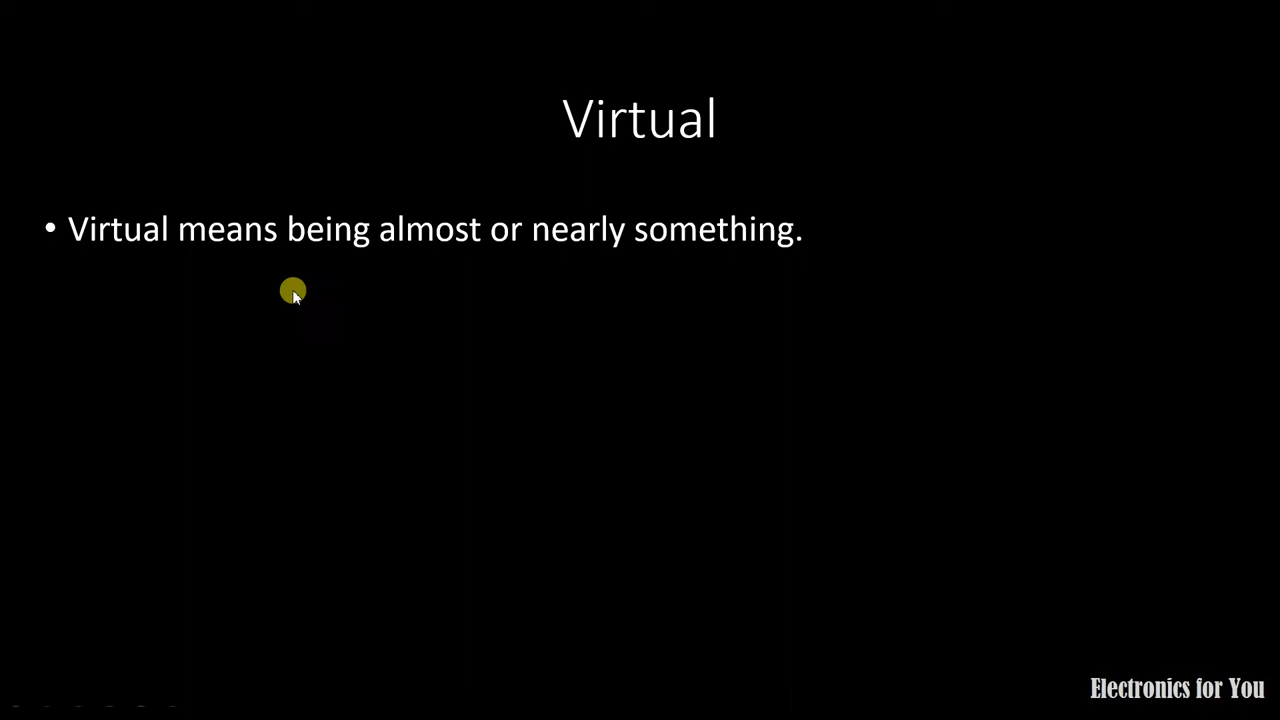 Virtual
• Virtual means being almost or nearly something.
Electronics for You